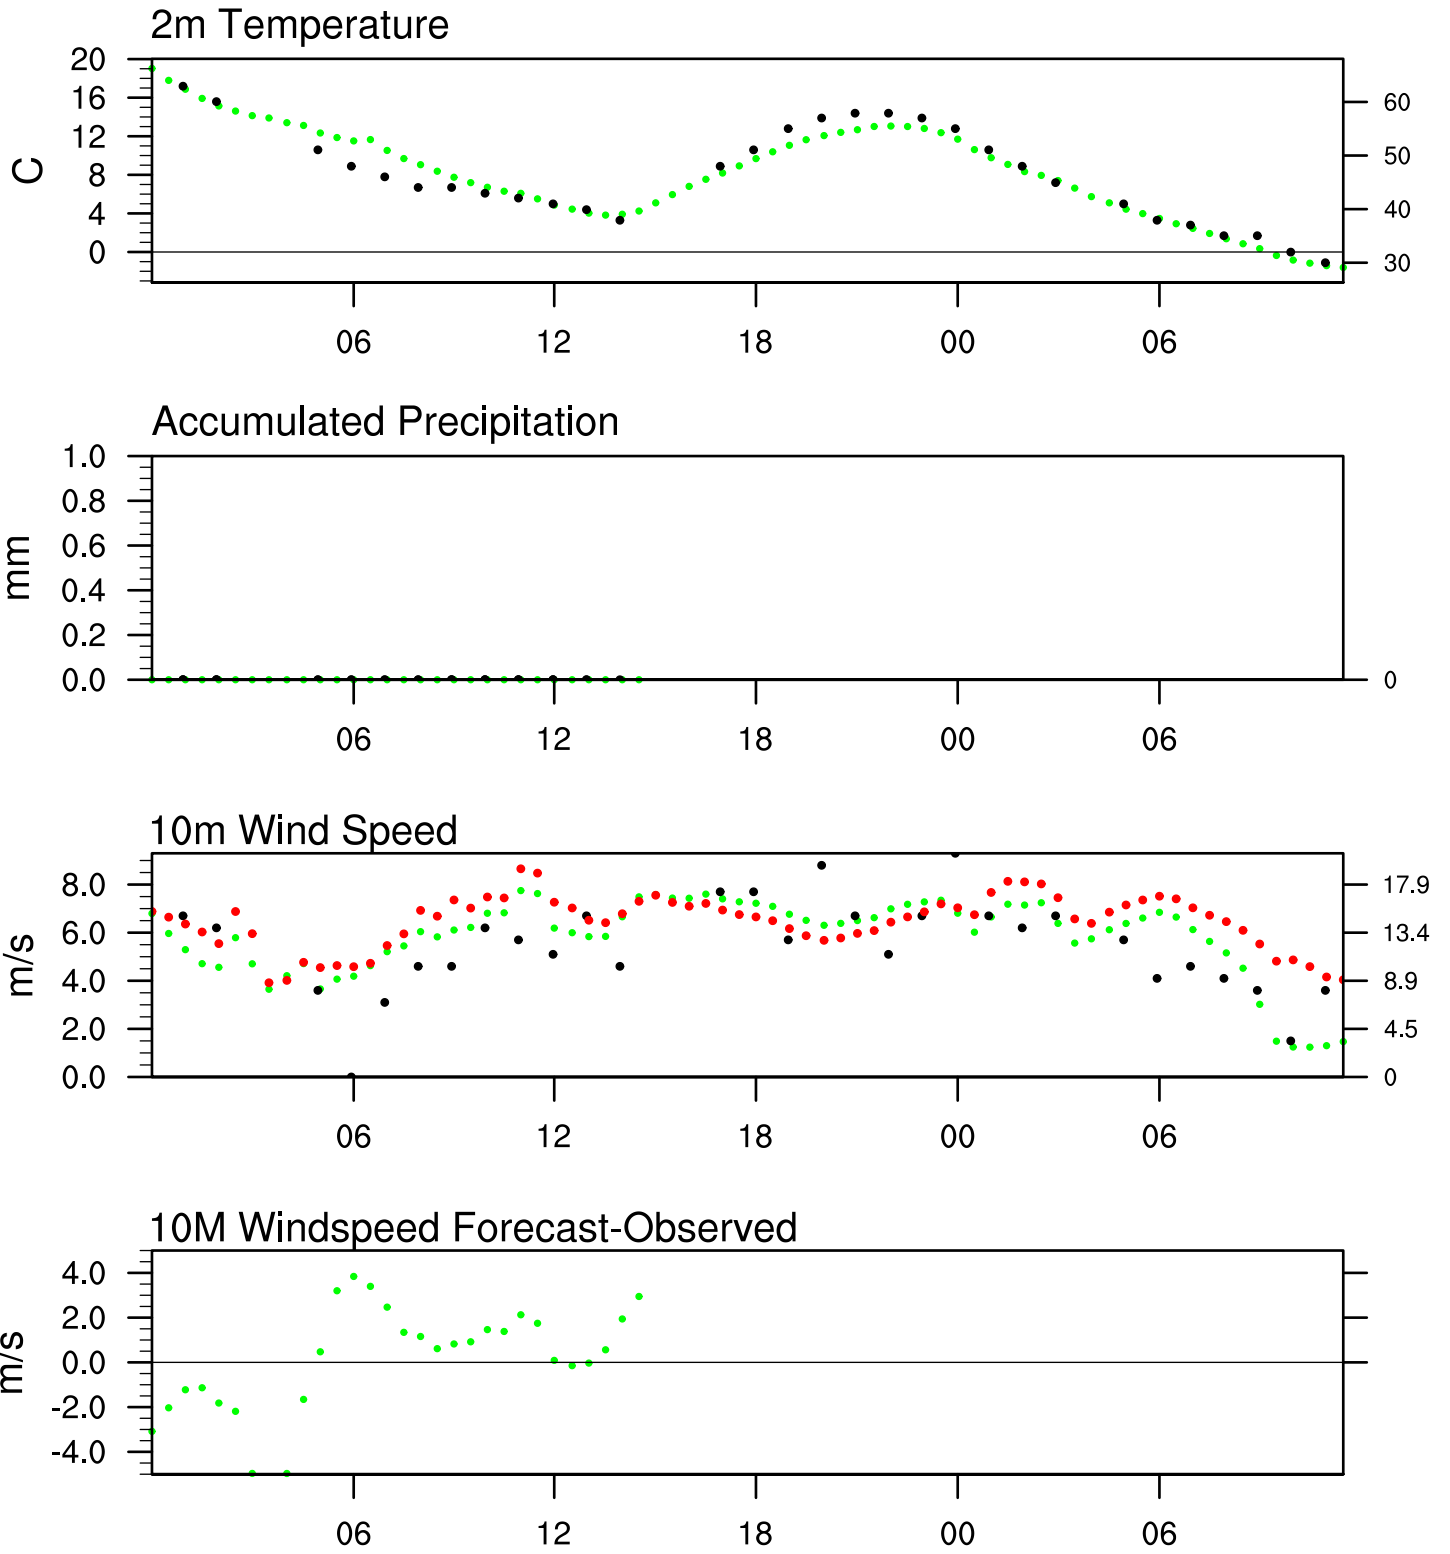 2m Temperature
20
16
12
8
4
0
C
60
50
40
30
06 12 18 00 06
Accumulated Precipitation
1.0
0.8
0.6
0.4
0.2
0.0
mm
0
06 12 18 00 06
10m Wind Speed
8.0
6.0
4.0
2.0
0.0
m/s
17.9
13.4
8.9
4.5
0
06 12 18 00 06
10M Windspeed Forecast-Observed
4.0
2.0
0.0
-2.0
-4.0
m/s
06 12 18 00 06